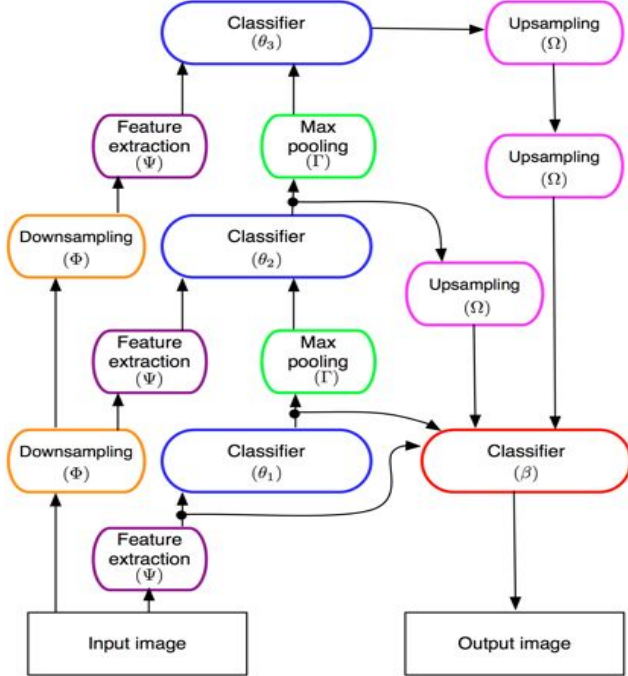 Classifier
(θ₃)
Upsampling
(Ω)
Feature
extraction
(Ψ)
Max
pooling
(Γ)
Upsampling
(Ω)
Downsampling
(Φ)
Classifier
(θ₂)
Upsampling
(Ω)
Feature
extraction
(Ψ)
Max
pooling
(Γ)
Downsampling
(Φ)
Classifier
(θ₁)
Classifier
(β)
Feature
extraction
(Ψ)
Input image
Output image